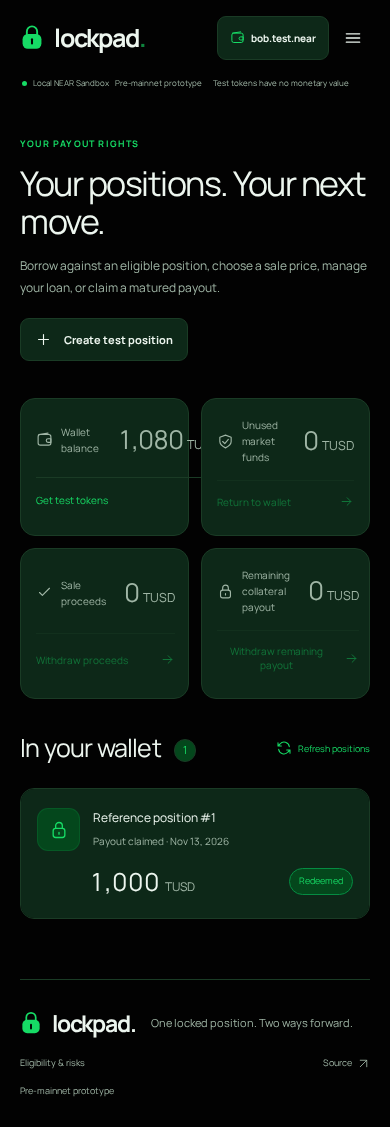 lockpad.
bob.test.near
Local NEAR Sandbox Pre-mainnet prototype Test tokens have no monetary value
YOUR PAYOUT RIGHTS
Your positions. Your next
move.
Borrow against an eligible position, choose a sale price, manage
your loan, or claim a matured payout.
Create test position
Wallet
balance
1,080 TU
Get test tokens
Unused
market
funds
0 TUSD
Return to wallet
Sale
proceeds
0 TUSD
Withdraw proceeds
Remaining
collateral
payout
0 TUSD
Withdraw remaining
payout
In your wallet 1
Refresh positions
Reference position #1
Payout claimed · Nov 13, 2026
1,000 TUSD
Redeemed
lockpad.
One locked position. Two ways forward.
Eligibility & risks
Source
Pre-mainnet prototype